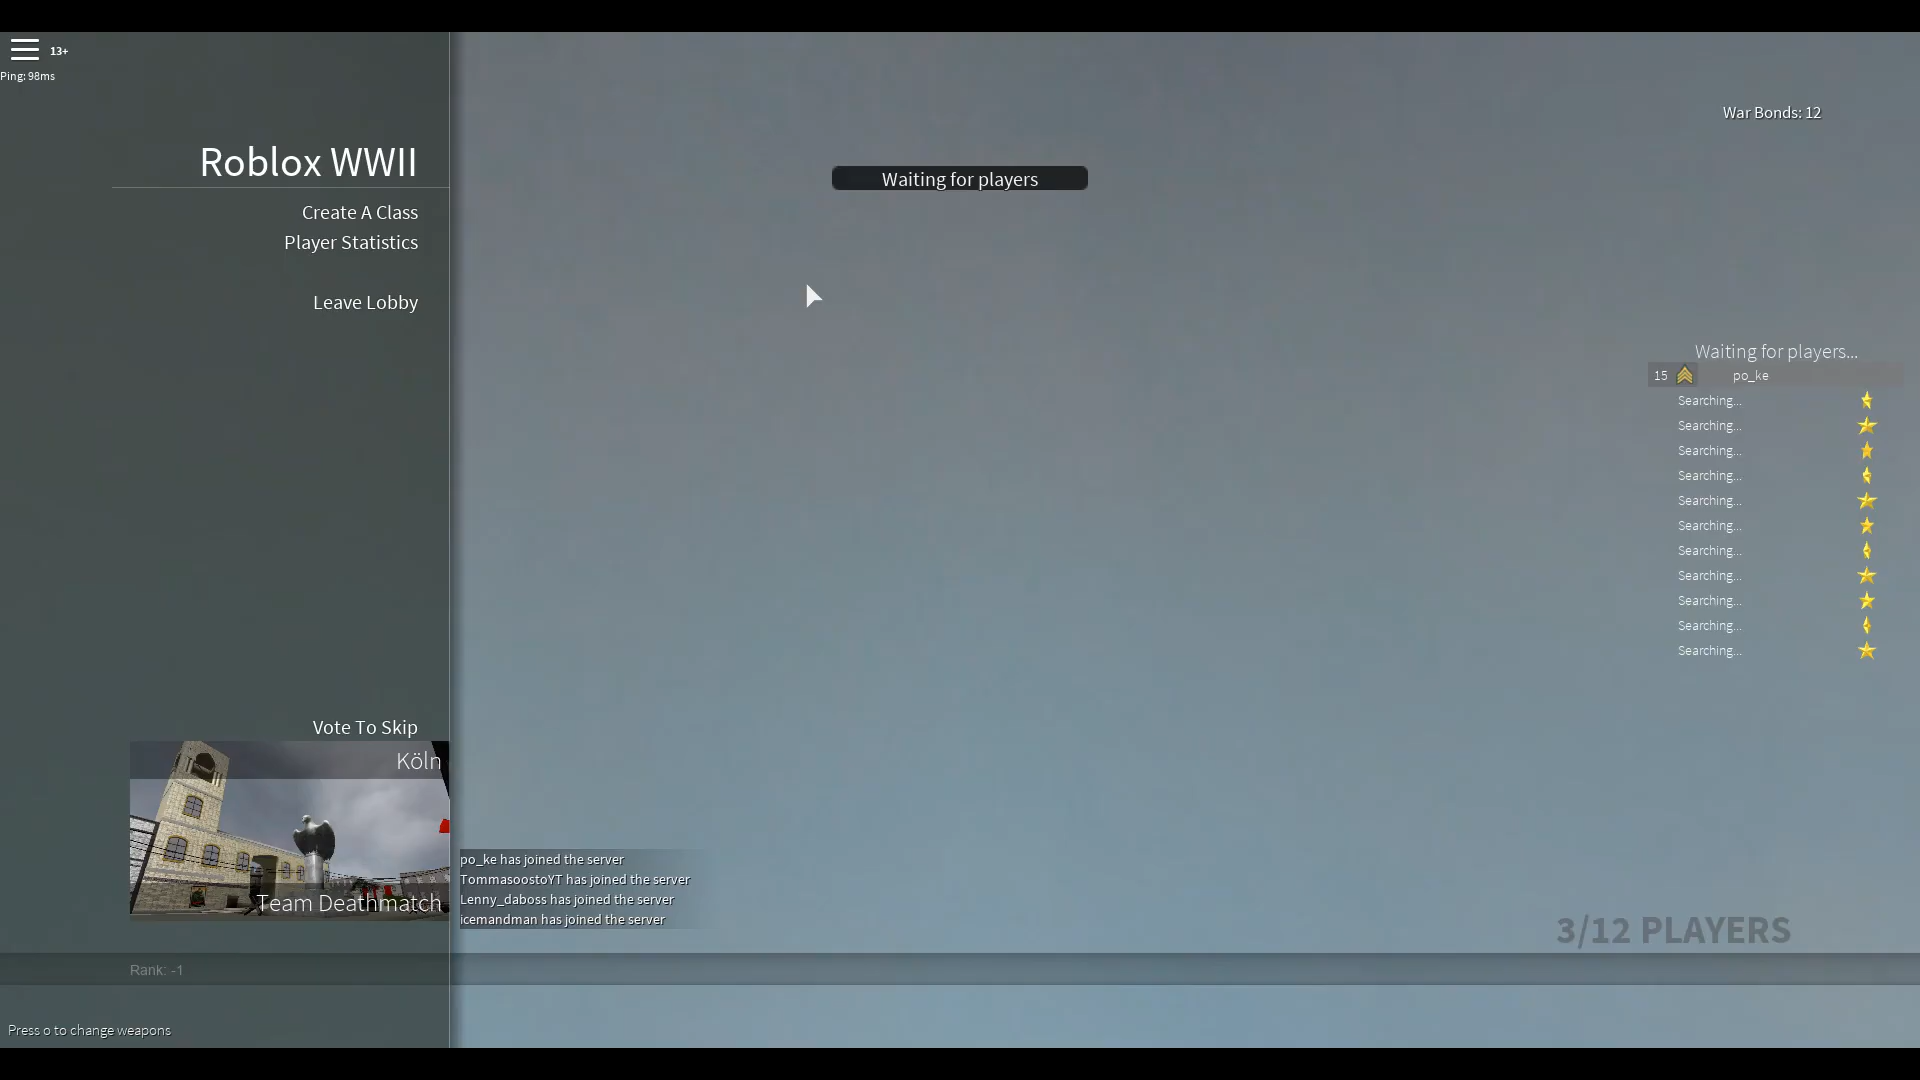 13+
Ping: 98ms
War Bonds: 12
Roblox WWII
Waiting for players
Create A Class
Player Statistics
Leave Lobby
Waiting for players...
15 po_ke
Searching...
Searching...
Searching...
Searching...
Searching...
Searching...
Searching...
Searching...
Searching...
Searching...
Searching...
Vote To Skip
Köln
Team Deathmatch
po_ke has joined the server
TommasoostoYT has joined the server
Lenny_daboss has joined the server
icemandman has joined the server
3/12 PLAYERS
Rank: -1
Press o to change weapons